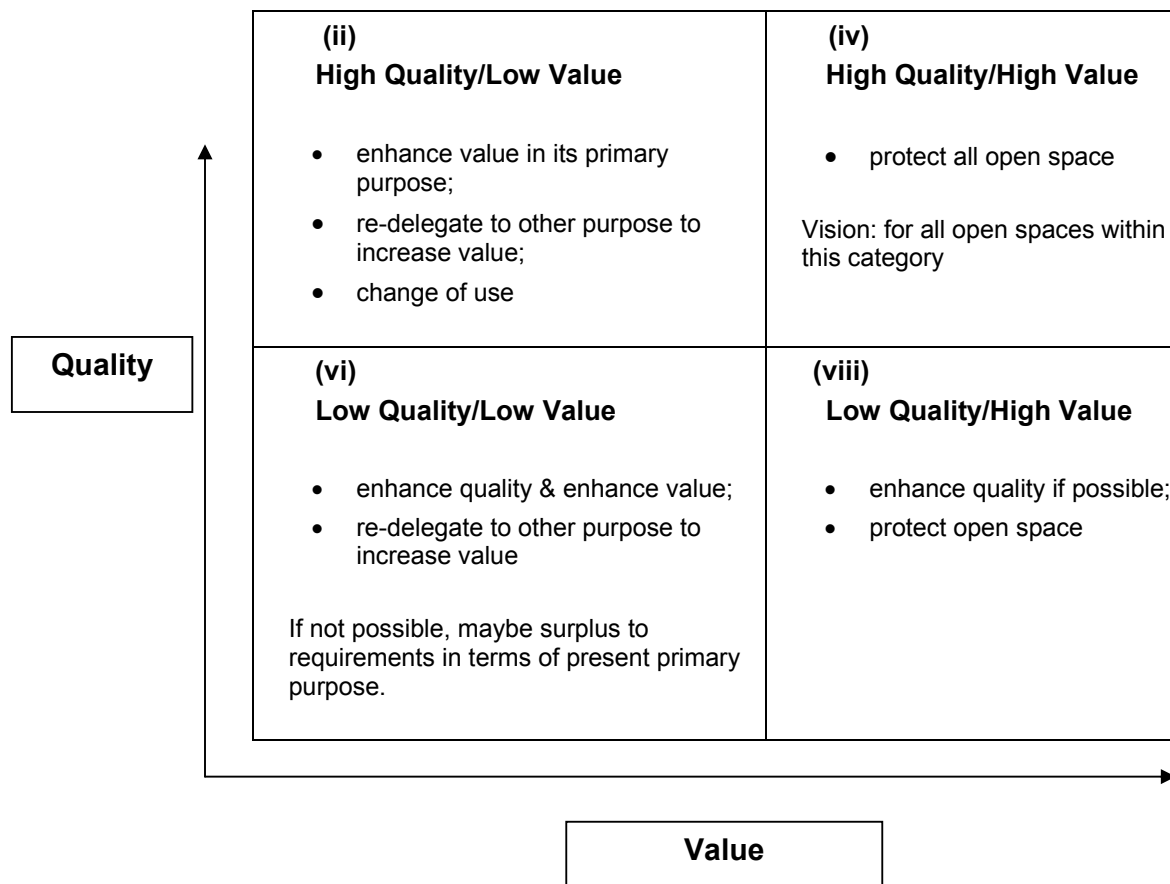 (ii)
High Quality/Low Value
• enhance value in its primary
purpose;
• re-delegate to other purpose to
increase value;
• change of use
(iv)
High Quality/High Value
• protect all open space
Vision: for all open spaces within
this category
Quality
(vi)
Low Quality/Low Value
• enhance quality & enhance value;
• re-delegate to other purpose to
increase value
If not possible, maybe surplus to
requirements in terms of present primary
purpose.
(viii)
Low Quality/High Value
• enhance quality if possible;
• protect open space
Value